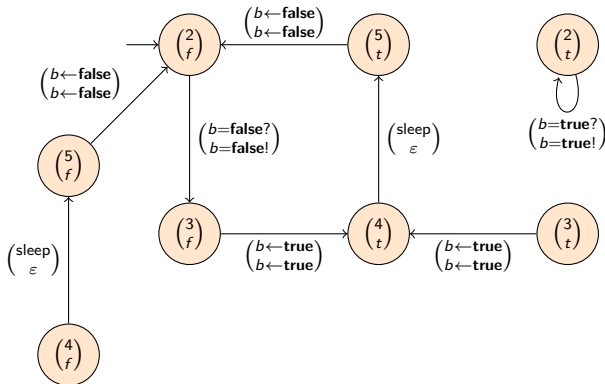 2
f
b←false
b←false
5
t
2
t
b←false
b←false
b=false?
b=false!
sleep
ε
b=true?
b=true!
5
f
3
f
b←true
b←true
4
t
b←true
b←true
3
t
sleep
ε
4
f